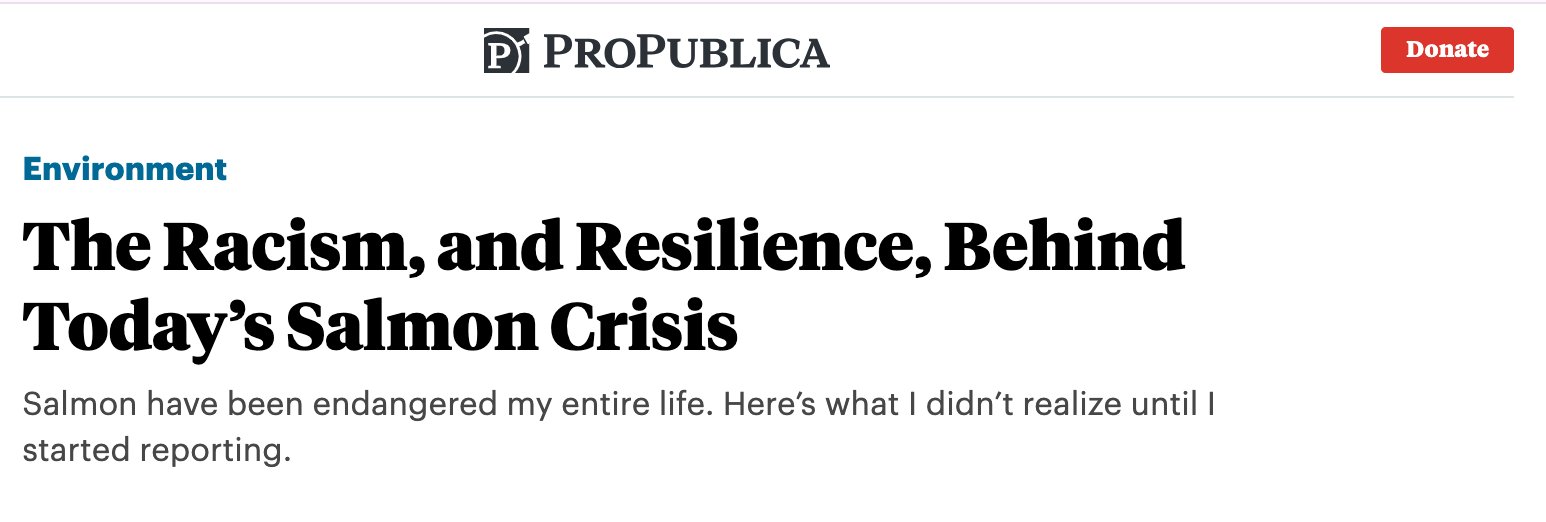 PROPUBLICA
Donate
Environment
The Racism, and Resilience, Behind
Today’s Salmon Crisis
Salmon have been endangered my entire life. Here’s what I didn’t realize until I
started reporting.